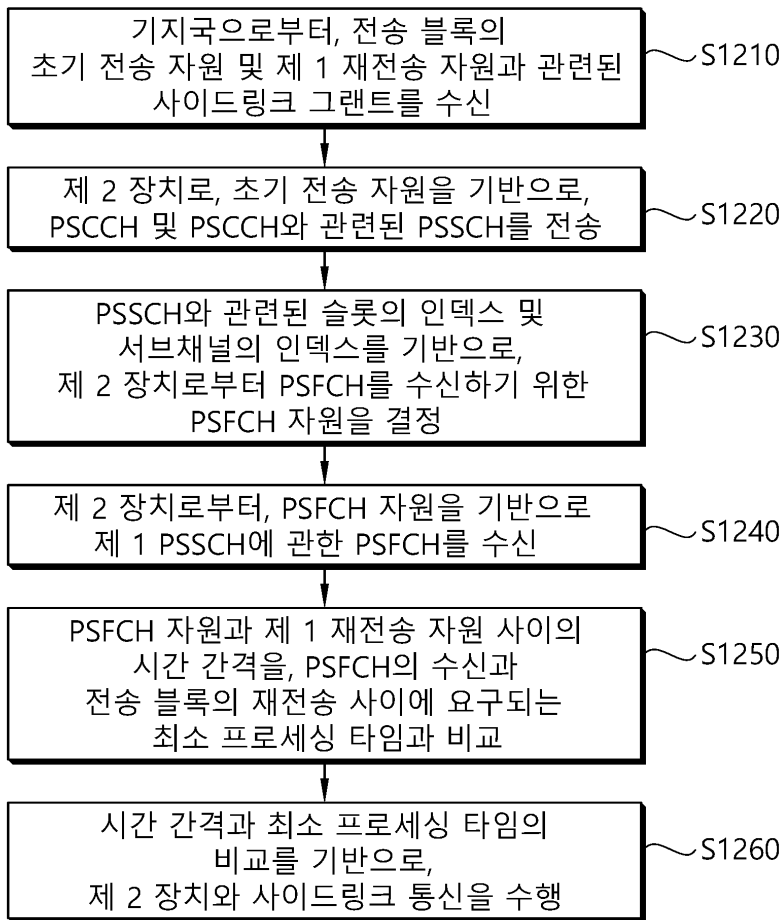 기지국으로부터, 전송 블록의
초기 전송 자원 및 제 1 재전송 자원과 관련된
사이드링크 그랜트를 수신
S1210
제 2 장치로, 초기 전송 자원을 기반으로,
PSCCH 및 PSCCH와 관련된 PSSCH를 전송
S1220
PSSCH와 관련된 슬롯의 인덱스 및
서브채널의 인덱스를 기반으로,
제 2 장치로부터 PSFCH를 수신하기 위한
PSFCH 자원을 결정
S1230
제 2 장치로부터, PSFCH 자원을 기반으로
제 1 PSSCH에 관한 PSFCH를 수신
S1240
PSFCH 자원과 제 1 재전송 자원 사이의
시간 간격을, PSFCH의 수신과
전송 블록의 재전송 사이에 요구되는
최소 프로세싱 타임과 비교
S1250
시간 간격과 최소 프로세싱 타임의
비교를 기반으로,
제 2 장치와 사이드링크 통신을 수행
S1260